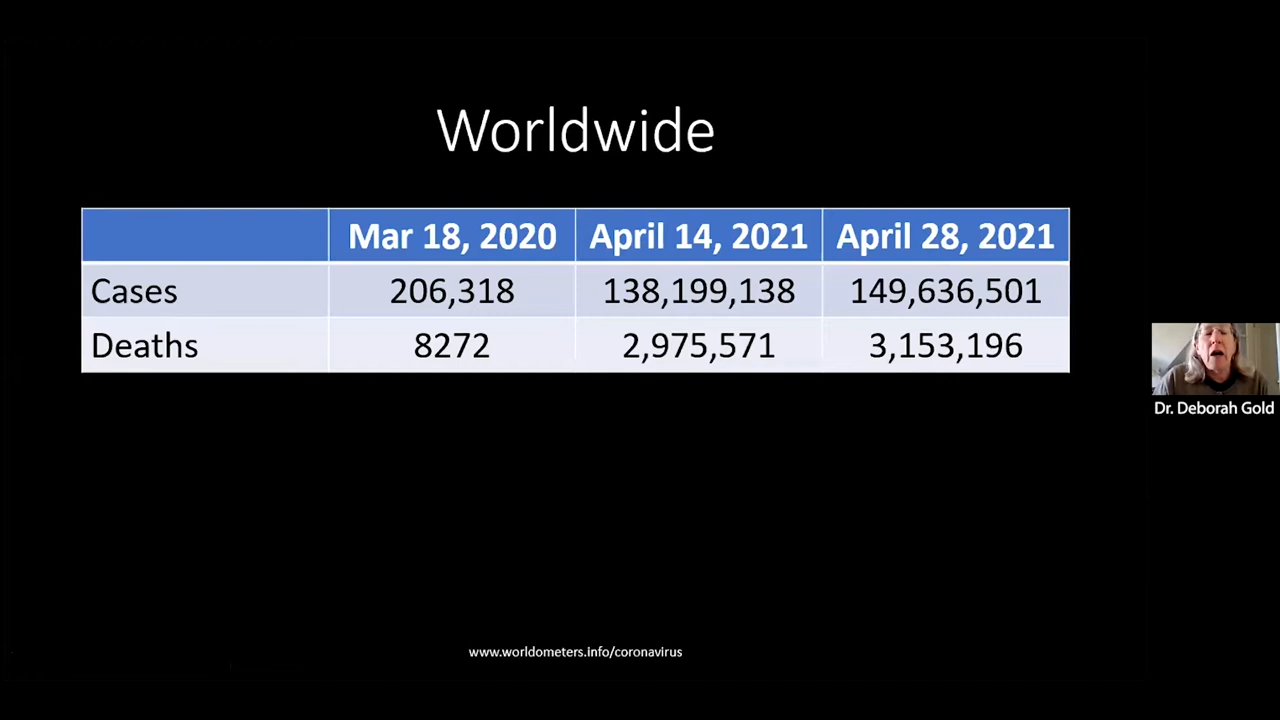 Worldwide
Mar 18, 2020 April 14, 2021 April 28, 2021
Cases 206,318 138,199,138 149,636,501
Deaths 8272 2,975,571 3,153,196
Dr. Deborah Gold
www.worldometers.info/coronavirus